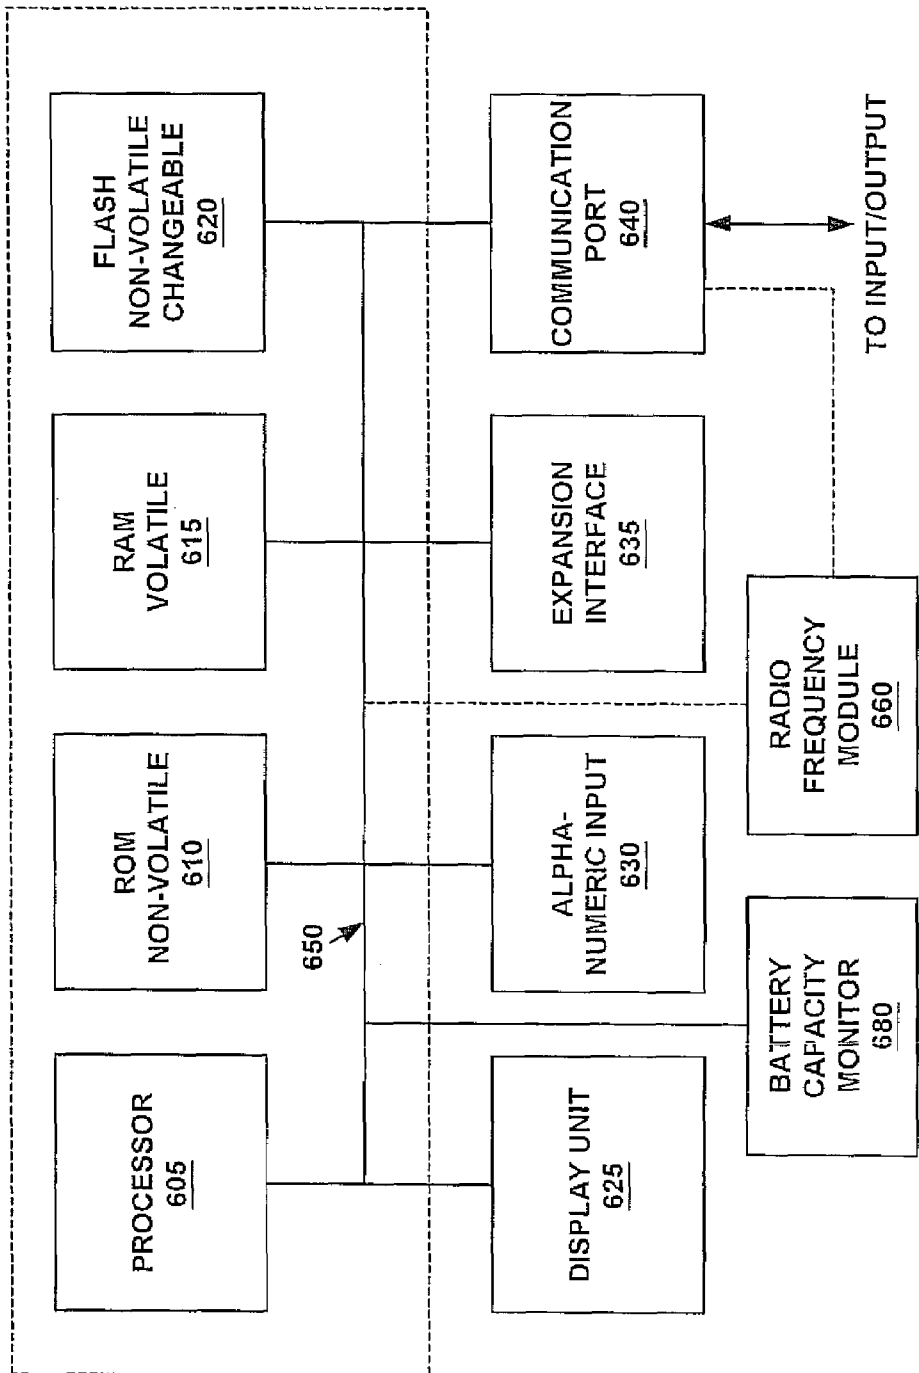 PROCESSOR
605
ROM
NON-VOLATILE
610
RAM
VOLATILE
615
FLASH
NON-VOLATILE
CHANGEABLE
620
650
DISPLAY UNIT
625
ALPHA-
NUMERIC INPUT
630
EXPANSION
INTERFACE
635
COMMUNICATION
PORT
640
BATTERY
CAPACITY
MONITOR
680
RADIO
FREQUENCY
MODULE
660
TO INPUT/OUTPUT